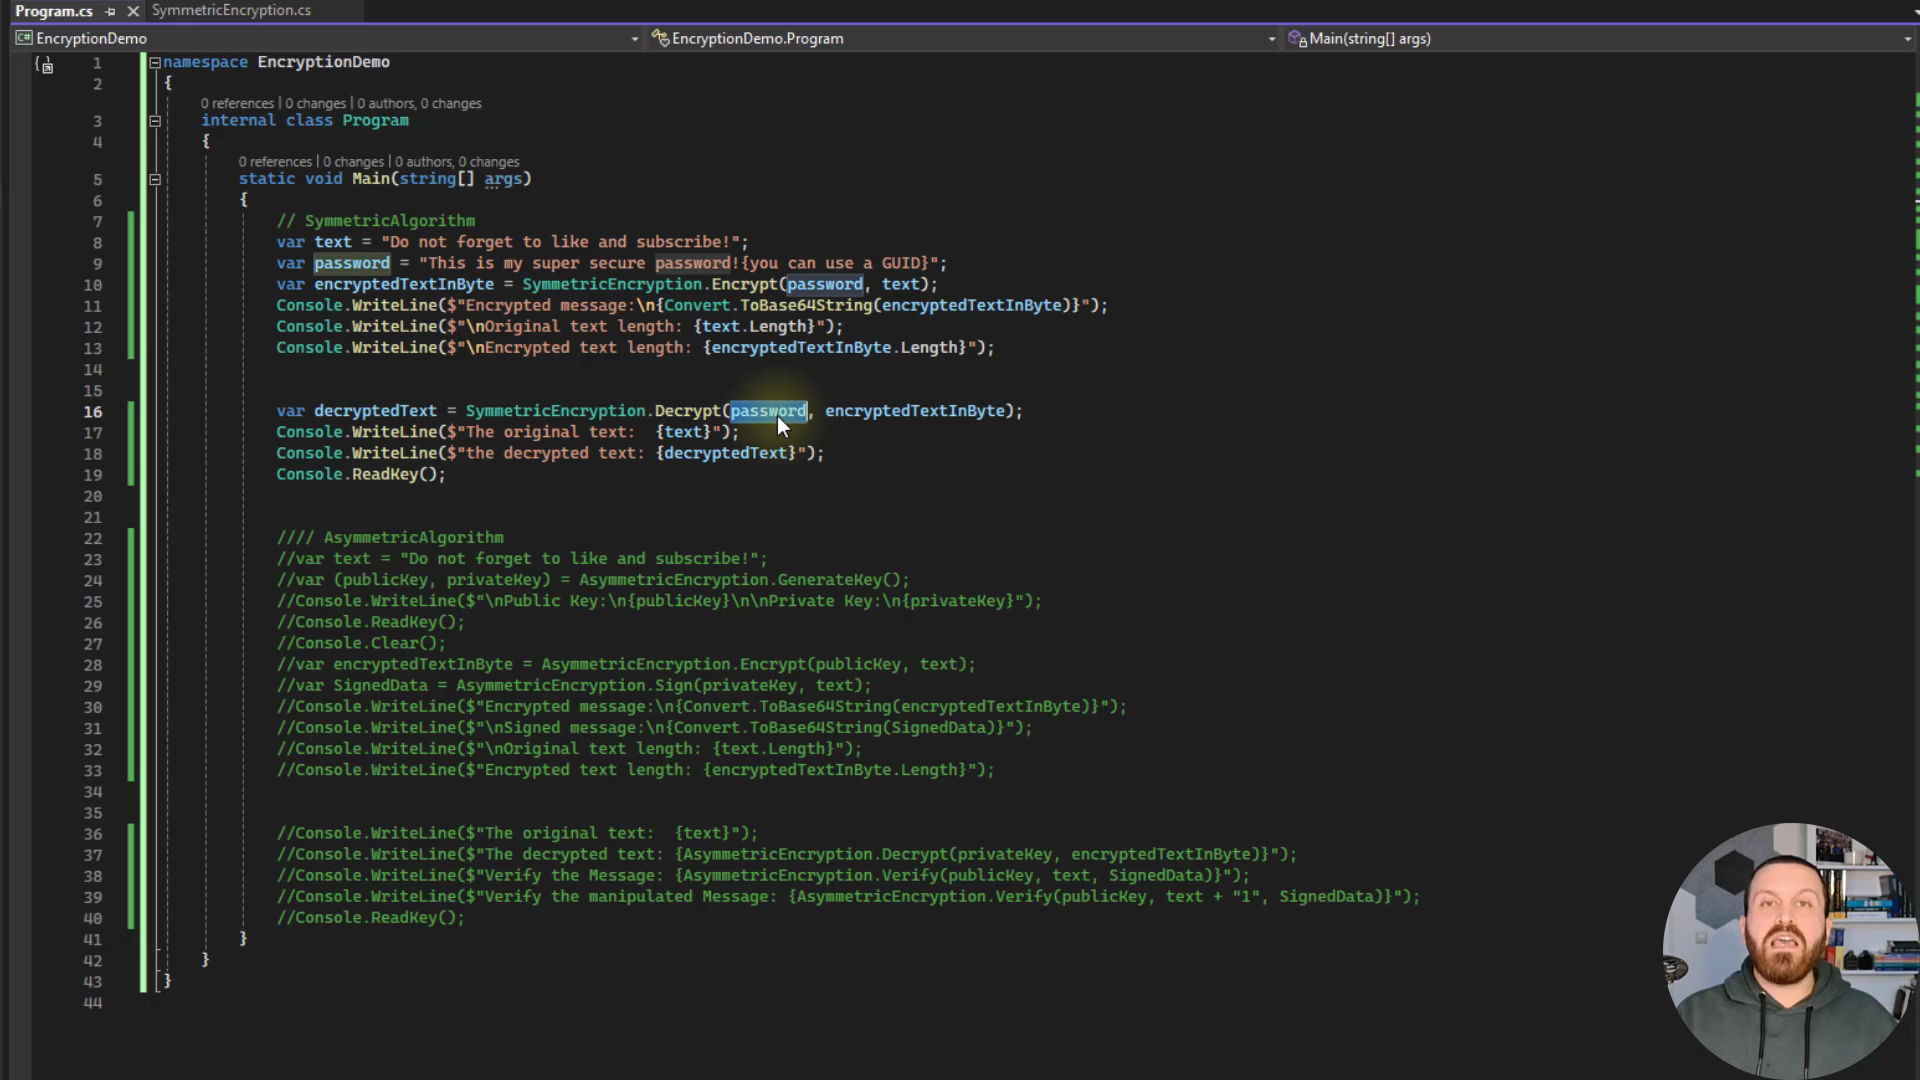 Program.cs
SymmetricEncryption.cs
EncryptionDemo
EncryptionDemo.Program
Main(string[] args)
1 namespace EncryptionDemo
2 {
0 references | 0 changes | 0 authors, 0 changes
3 internal class Program
4 {
0 references | 0 changes | 0 authors, 0 changes
5 static void Main(string[] args)
6 {
7 // SymmetricAlgorithm
8 var text = "Do not forget to like and subscribe!";
9 var password = "This is my super secure password!{you can use a GUID}";
10 var encryptedTextInByte = SymmetricEncryption.Encrypt(password, text);
11 Console.WriteLine($"Encrypted message:\n{Convert.ToBase64String(encryptedTextInByte)}");
12 Console.WriteLine($"\nOriginal text length: {text.Length}");
13 Console.WriteLine($"\nEncrypted text length: {encryptedTextInByte.Length}");
14
15
16 var decryptedText = SymmetricEncryption.Decrypt(password, encryptedTextInByte);
17 Console.WriteLine($"The original text:  {text}");
18 Console.WriteLine($"the decrypted text: {decryptedText}");
19 Console.ReadKey();
20
21
22 //// AsymmetricAlgorithm
23 //var text = "Do not forget to like and subscribe!";
24 //var (publicKey, privateKey) = AsymmetricEncryption.GenerateKey();
25 //Console.WriteLine($"\nPublic Key:\n{publicKey}\n\nPrivate Key:\n{privateKey}");
26 //Console.ReadKey();
27 //Console.Clear();
28 //var encryptedTextInByte = AsymmetricEncryption.Encrypt(publicKey, text);
29 //var SignedData = AsymmetricEncryption.Sign(privateKey, text);
30 //Console.WriteLine($"Encrypted message:\n{Convert.ToBase64String(encryptedTextInByte)}");
31 //Console.WriteLine($"\nSigned message:\n{Convert.ToBase64String(SignedData)}");
32 //Console.WriteLine($"\nOriginal text length: {text.Length}");
33 //Console.WriteLine($"Encrypted text length: {encryptedTextInByte.Length}");
34
35
36 //Console.WriteLine($"The original text:  {text}");
37 //Console.WriteLine($"The decrypted text: {AsymmetricEncryption.Decrypt(privateKey, encryptedTextInByte)}");
38 //Console.WriteLine($"Verify the Message: {AsymmetricEncryption.Verify(publicKey, text, SignedData)}");
39 //Console.WriteLine($"Verify the manipulated Message: {AsymmetricEncryption.Verify(publicKey, text + "1", SignedData)}");
40 //Console.ReadKey();
41 }
42 }
43 }
44